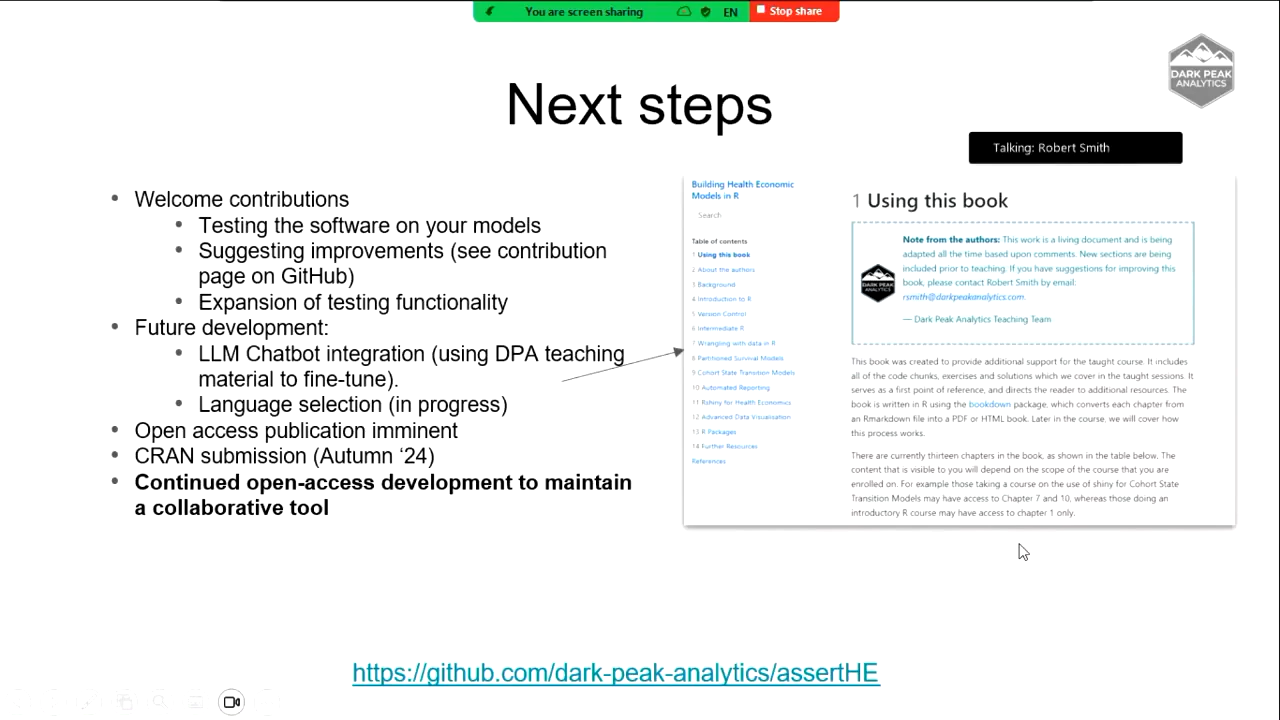 You are screen sharing EN Stop share
DARK PEAK
ANALYTICS
Next steps
Talking: Robert Smith
• Welcome contributions
• Testing the software on your models
• Suggesting improvements (see contribution
page on GitHub)
• Expansion of testing functionality
• Future development:
• LLM Chatbot integration (using DPA teaching
material to fine-tune).
• Language selection (in progress)
• Open access publication imminent
• CRAN submission (Autumn ‘24)
• Continued open-access development to maintain
a collaborative tool
Building Health Economic
Models in R
Search
Table of contents
1 Using this book
2 About the authors
3 Background
4 Introduction to R
5 Version Control
6 Intermediate R
7 Wrangling with data in R
8 Partitioned Survival Models
9 Cohort State Transition Models
10 Automated Reporting
11 Rshiny for Health Economics
12 Advanced Data Visualisation
13 R Packages
14 Further Resources
References
1 Using this book
DARK PEAK
ANALYTICS
Note from the authors: This work is a living document and is being
adapted all the time based upon comments. New sections are being
included prior to teaching. If you have suggestions for improving this
book, please contact Robert Smith by email:
rsmith@darkpeakanalytics.com.
— Dark Peak Analytics Teaching Team
This book was created to provide additional support for the taught course. It includes
all of the code chunks, exercises and solutions which we cover in the taught sessions. It
serves as a first point of reference, and directs the reader to additional resources. The
book is written in R using the bookdown package, which converts each chapter
from an Rmarkdown file into a PDF or HTML book. Later in the course, we will cover how
this process works.
There are currently thirteen chapters in the book, as shown in the table below. The
content that is visible to you will depend on the scope of the course that you are
enrolled on. For example those taking a course on the use of shiny for Cohort State
Transition Models may have access to Chapter 7 and 10, whereas those doing an
introductory R course may have access to chapter 1 only.
https://github.com/dark-peak-analytics/assertHE